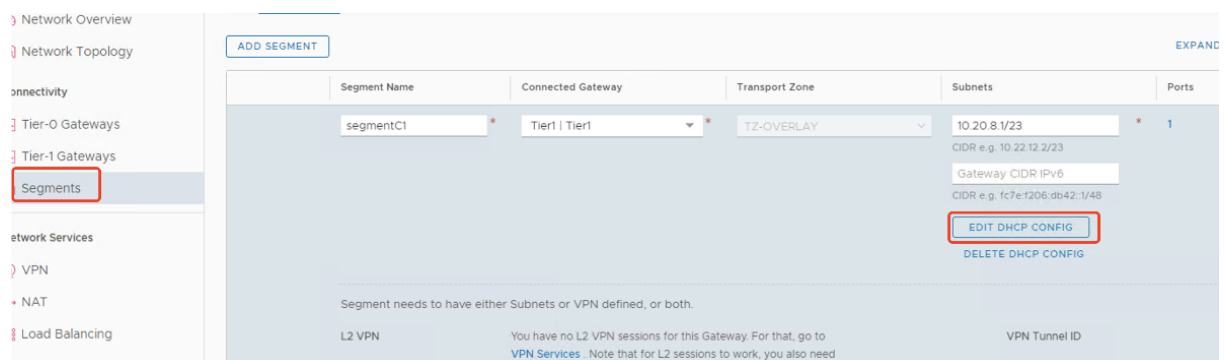 Network Overview
Network Topology
onnectivity
Tier-0 Gateways
Tier-1 Gateways
Segments
etwork Services
VPN
NAT
Load Balancing
ADD SEGMENT
EXPAND
Segment Name Connected Gateway Transport Zone Subnets Ports
segmentC1 * Tier1 | Tier1 * TZ-OVERLAY 10.20.8.1/23 * 1
CIDR e.g. 10.22.12.2/23
Gateway CIDR IPv6
CIDR e.g. fc7e:f206:db42::1/48
EDIT DHCP CONFIG
DELETE DHCP CONFIG
Segment needs to have either Subnets or VPN defined, or both.
L2 VPN You have no L2 VPN sessions for this Gateway. For that, go to VPN Tunnel ID
VPN Services . Note that for L2 sessions to work, you also need